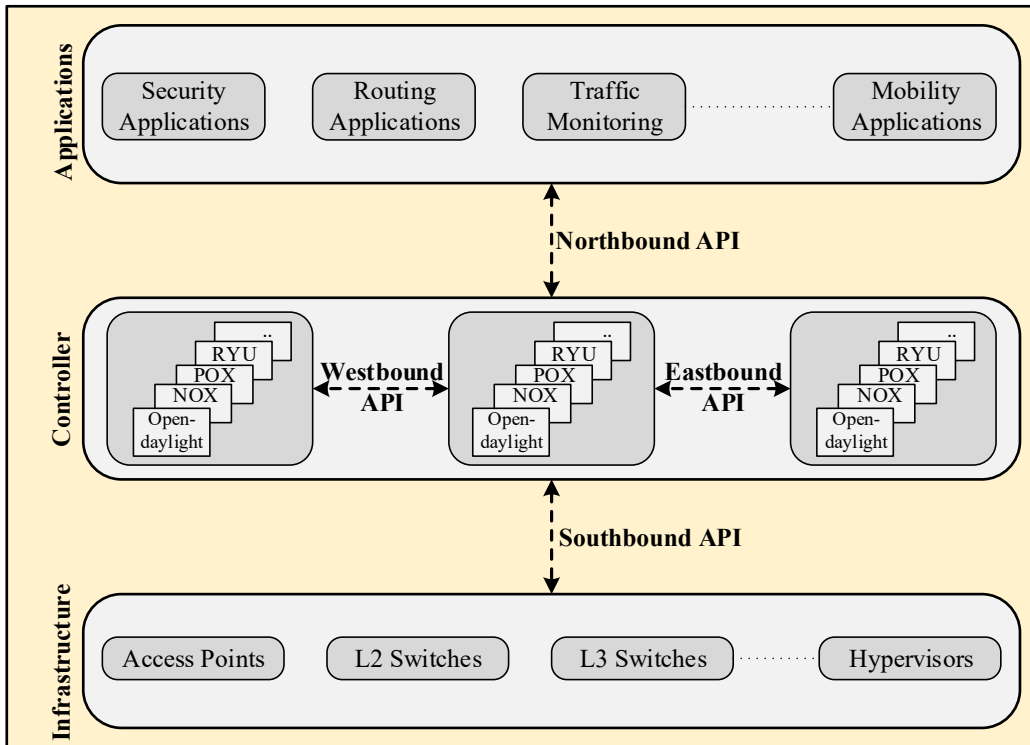 Applications
Security
Applications
Routing
Applications
Traffic
Monitoring
Mobility
Applications
Northbound API
Controller
..
RYU
POX
NOX
Open-
daylight
Westbound
API
..
RYU
POX
NOX
Open-
daylight
Eastbound
API
..
RYU
POX
NOX
Open-
daylight
Southbound API
Infrastructure
Access Points
L2 Switches
L3 Switches
Hypervisors